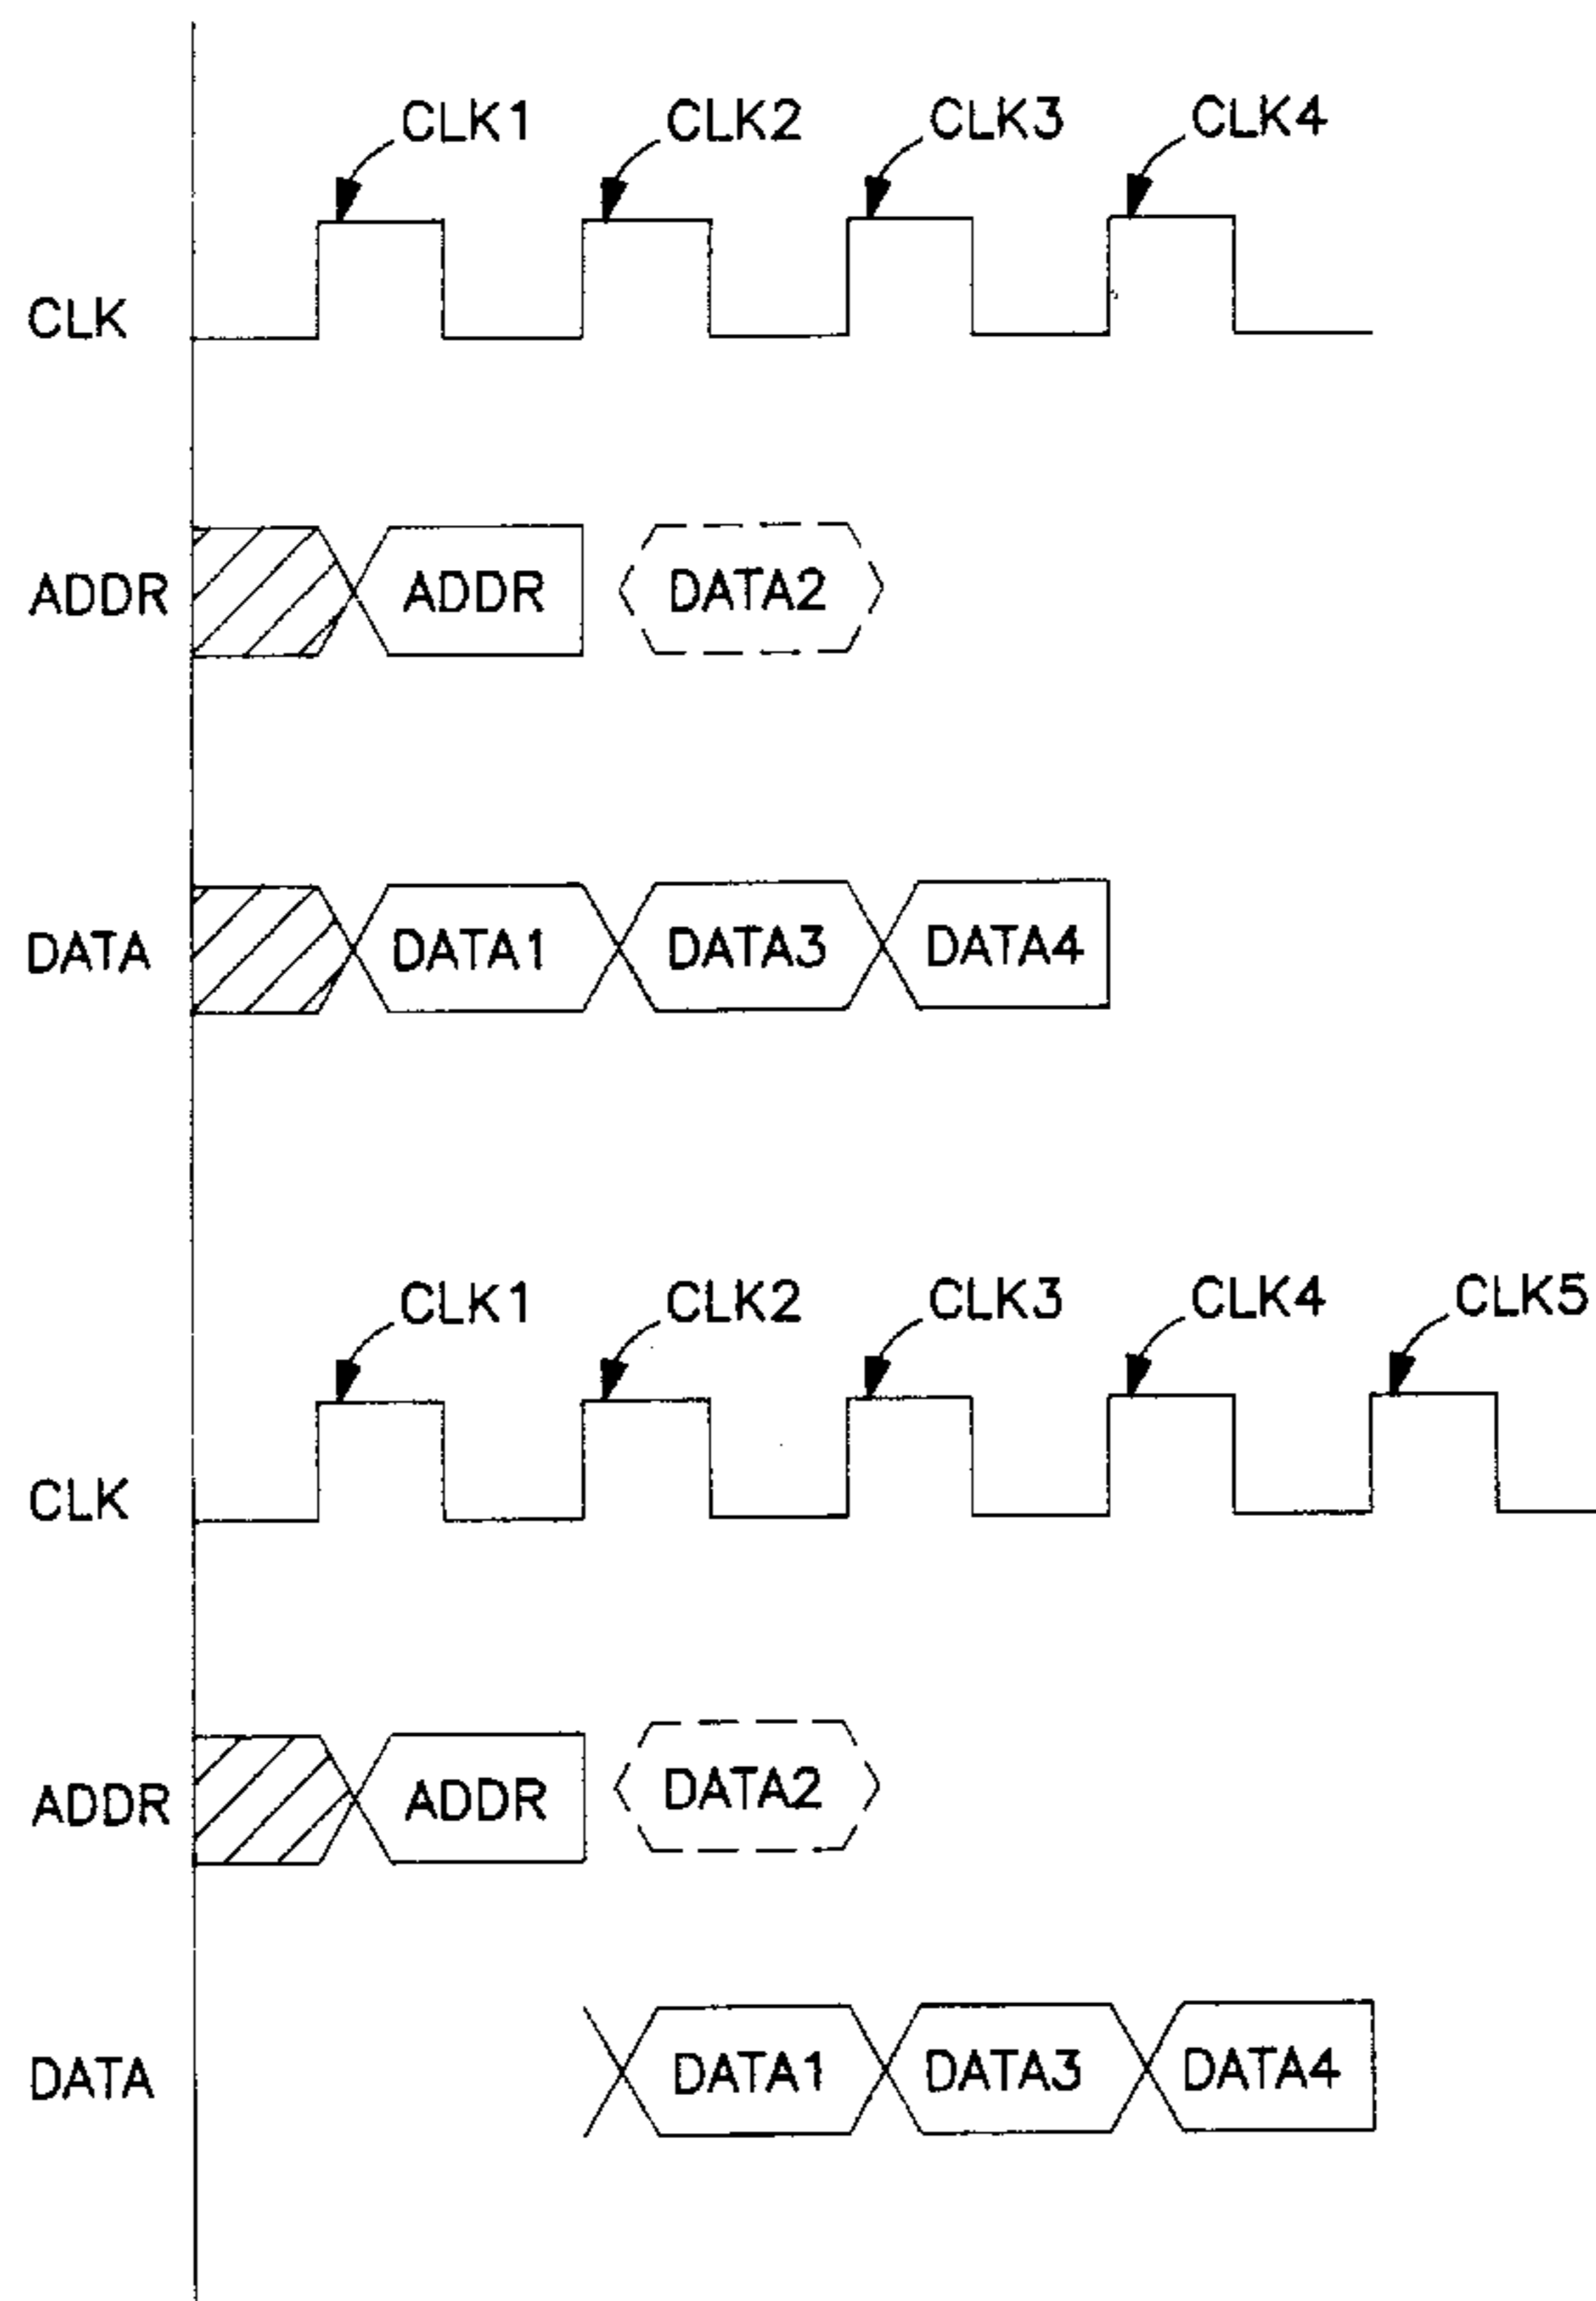 CLK1 CLK2 CLK3 CLK4
CLK
ADDR ADDR DATA2
DATA DATA1 DATA3 DATA4
CLK1 CLK2 CLK3 CLK4 CLK5
CLK
ADDR ADDR DATA2
DATA DATA1 DATA3 DATA4